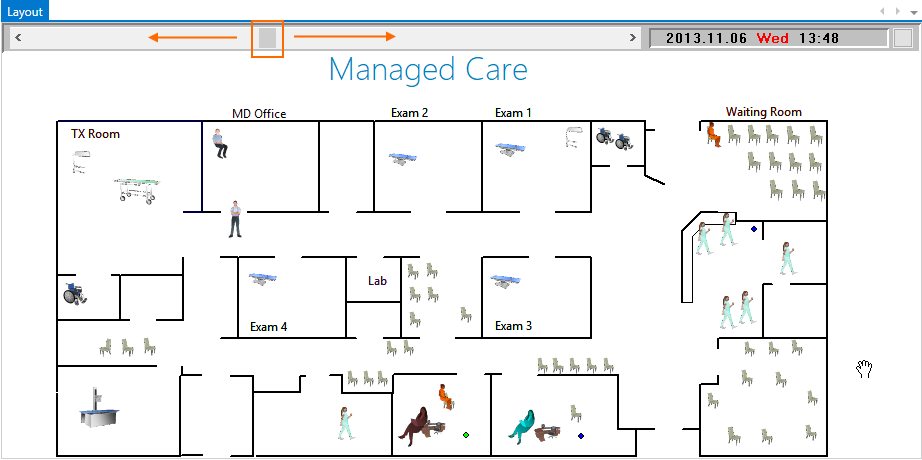 Layout
2013.11.06 Wed 13:48
Managed Care
MD Office
Exam 2
Exam 1
Waiting Room
TX Room
Lab
Exam 4
Exam 3